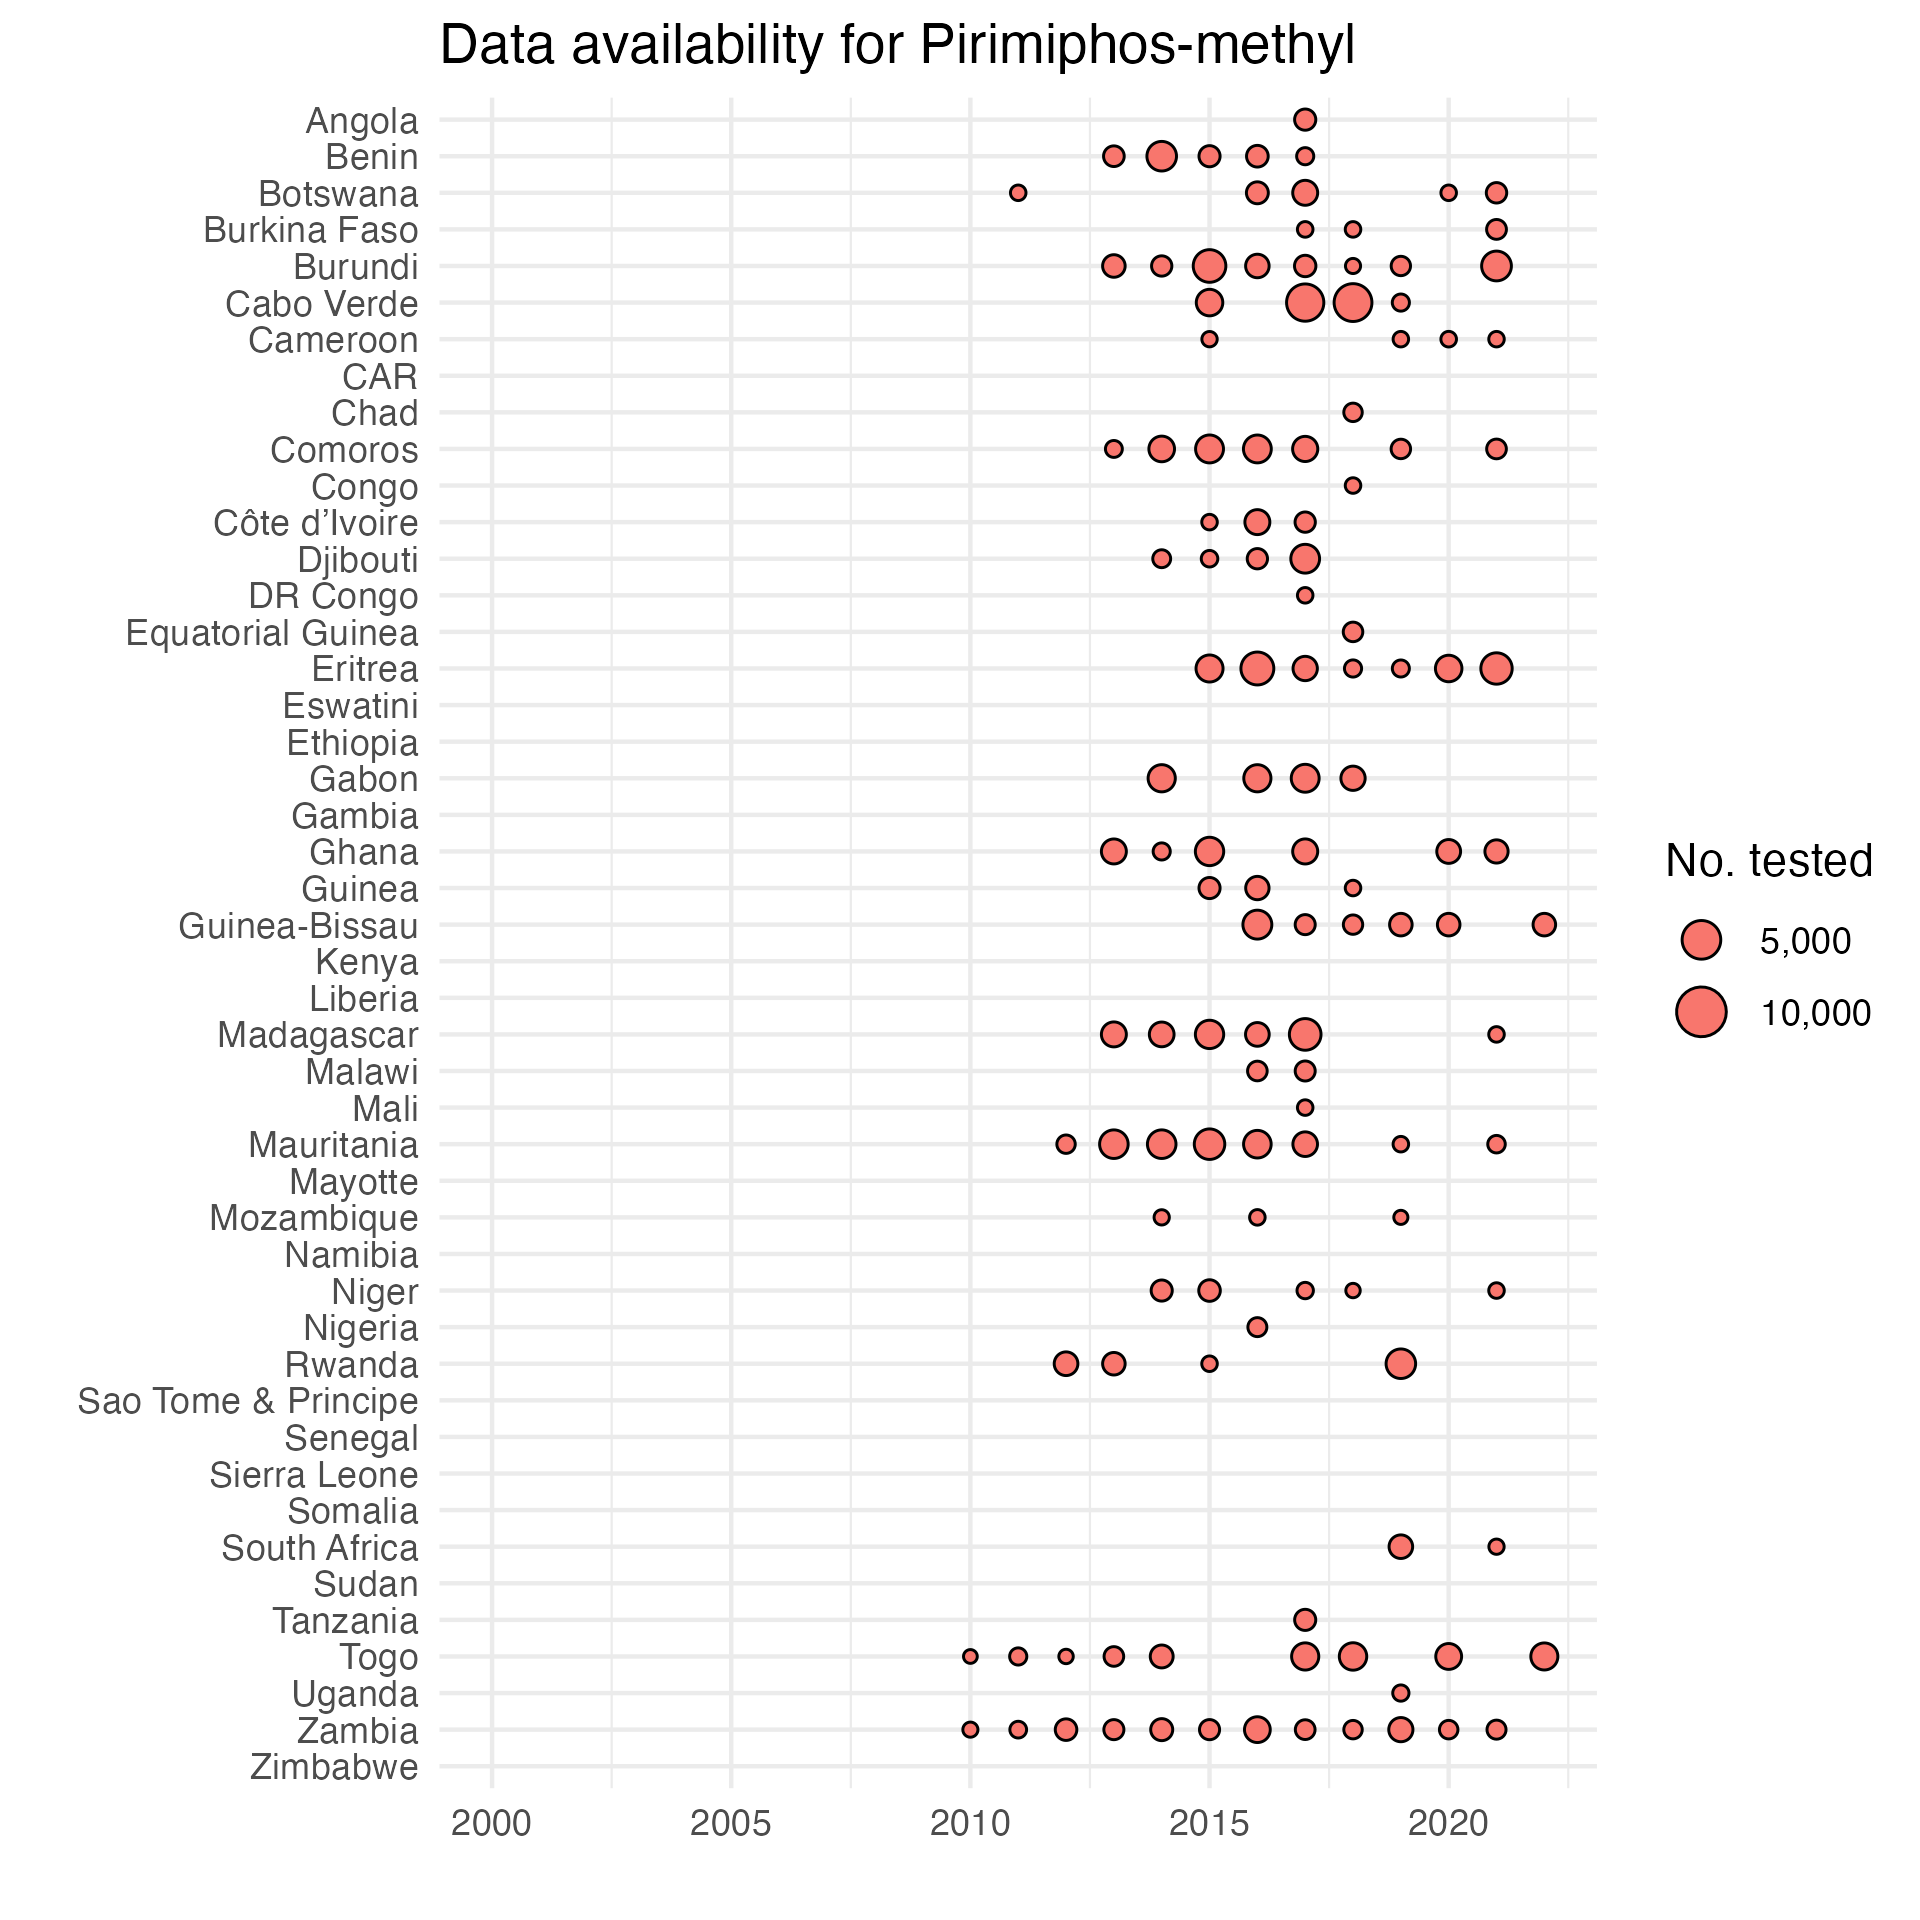 Data availability for Pirimiphos-methyl
Angola
Benin
Botswana
Burkina Faso
Burundi
Cabo Verde
Cameroon
CAR
Chad
Comoros
Congo
Côte d’Ivoire
Djibouti
DR Congo
Equatorial Guinea
Eritrea
Eswatini
Ethiopia
Gabon
Gambia
Ghana
Guinea
Guinea-Bissau
Kenya
Liberia
Madagascar
Malawi
Mali
Mauritania
Mayotte
Mozambique
Namibia
Niger
Nigeria
Rwanda
Sao Tome & Principe
Senegal
Sierra Leone
Somalia
South Africa
Sudan
Tanzania
Togo
Uganda
Zambia
Zimbabwe
2000 2005 2010 2015 2020
No. tested
5,000
10,000